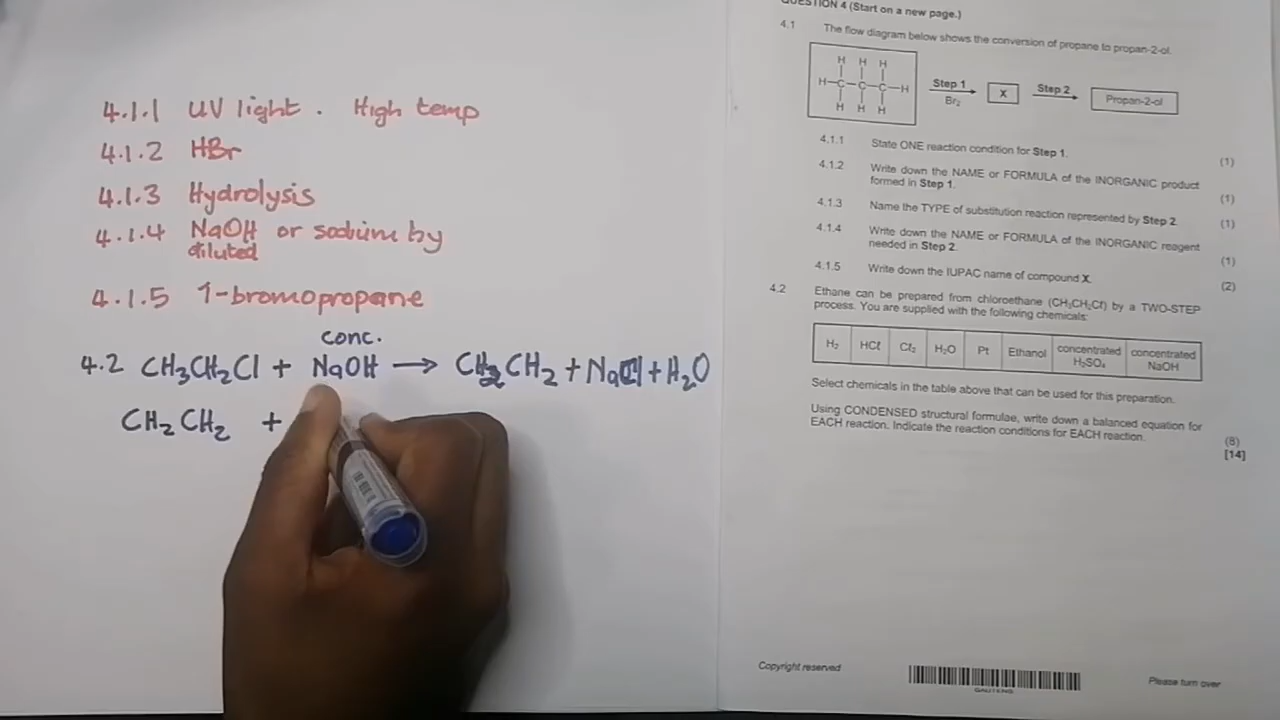 4.1.1 UV light. High temp
4.1.2 HBr
4.1.3 Hydrolysis
4.1.4 NaOH or sodium by
diluted
4.1.5 1-bromopropane
conc.
4.2 CH3CH2Cl + NaOH → CH2CH2 + NaCl + H2O
CH2CH2 +
QUESTION 4 (Start on a new page.)
4.1 The flow diagram below shows the conversion of propane to propan-2-ol.
H H H
H-C-C-C-H
H H H
Step 1
Br2
X
Step 2
Propan-2-ol
4.1.1 State ONE reaction condition for Step 1. (1)
4.1.2 Write down the NAME or FORMULA of the INORGANIC product
formed in Step 1. (1)
4.1.3 Name the TYPE of substitution reaction represented by Step 2. (1)
4.1.4 Write down the NAME or FORMULA of the INORGANIC reagent
needed in Step 2. (1)
4.1.5 Write down the IUPAC name of compound X. (2)
4.2 Ethane can be prepared from chloroethane (CH3CH2Cℓ) by a TWO-STEP
process. You are supplied with the following chemicals:
H2 HCℓ Cℓ2 H2O Pt Ethanol concentrated H2SO4 concentrated NaOH
Select chemicals in the table above that can be used for this preparation.
Using CONDENSED structural formulae, write down a balanced equation for
EACH reaction. Indicate the reaction conditions for EACH reaction. (8)
[14]
Copyright reserved
GAUTENG
Please turn over